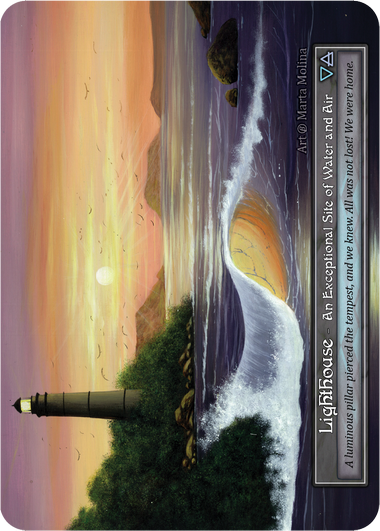 Art @ Marta Molina
Lighthouse - An Exceptional Site of Water and Air
A luminous pillar pierced the tempest, and we knew. All was not lost! We were home.